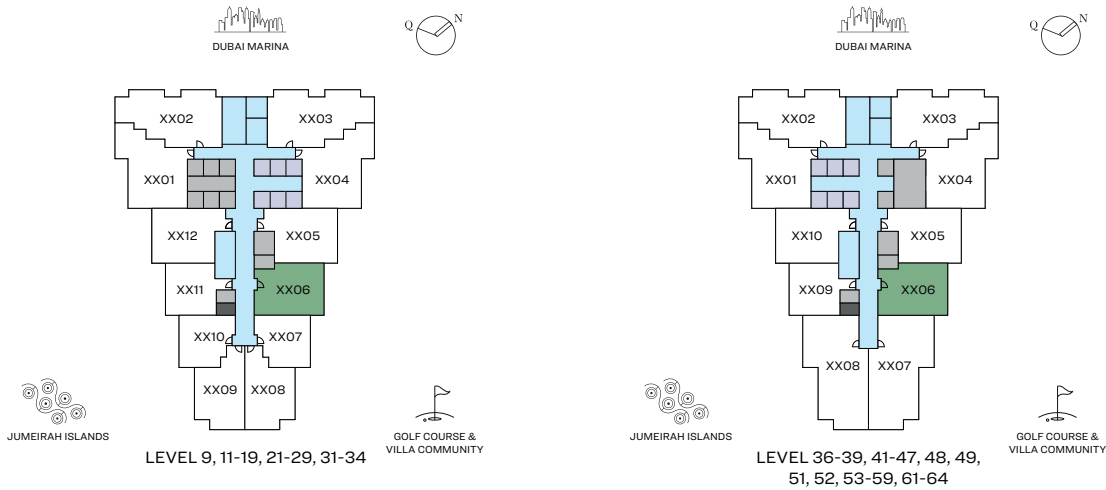 DUBAI MARINA
Q N
XX02
XX03
XX01
XX04
XX12
XX05
XX11
XX06
XX10
XX07
XX09
XX08
JUMEIRAH ISLANDS
GOLF COURSE &
VILLA COMMUNITY
LEVEL 9, 11-19, 21-29, 31-34
DUBAI MARINA
Q N
XX02
XX03
XX01
XX04
XX10
XX05
XX09
XX06
XX08
XX07
JUMEIRAH ISLANDS
GOLF COURSE &
VILLA COMMUNITY
LEVEL 36-39, 41-47, 48, 49,
51, 52, 53-59, 61-64